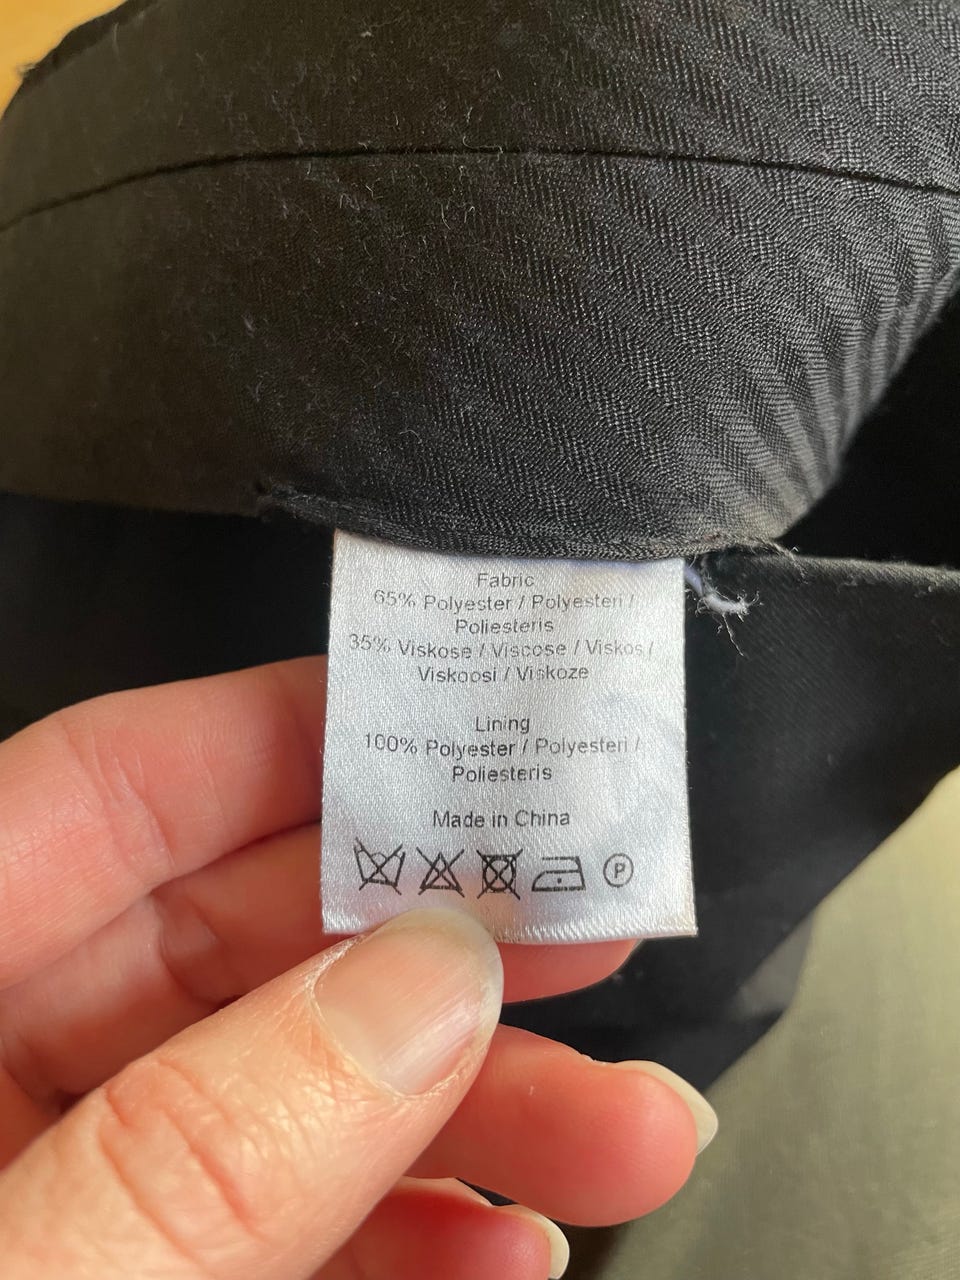 Fabric
65% Polyester / Polyesteri /
Poliesteris
35% Viskose / Viscose / Viskos /
Viskoosi / Viskoze
Lining
100% Polyester / Polyesteri /
Poliesteris
Made in China
P